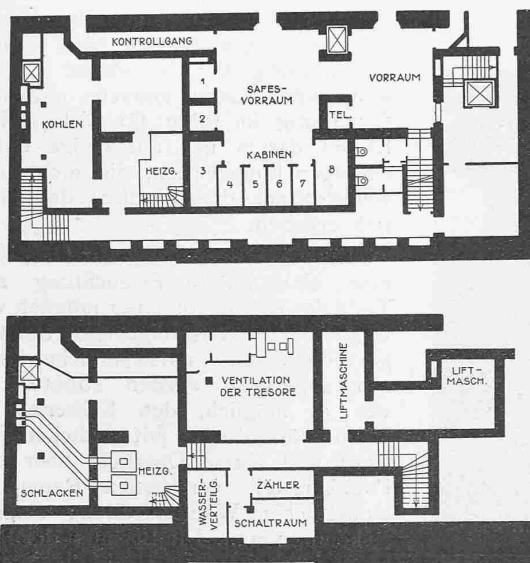 KONTROLLGANG
1
SAFES-
VORRAUM
VORRAUM
KOHLEN
2
TEL.
KABINEN
HEIZG.
3
4
5
6
7
8
VENTILATION
DER TRESORE
LIFTMASCHINE
LIFT-
MASCH.
SCHLACKEN
HEIZG.
WASSER-
VERTEILG.
ZÄHLER
SCHALTRAUM